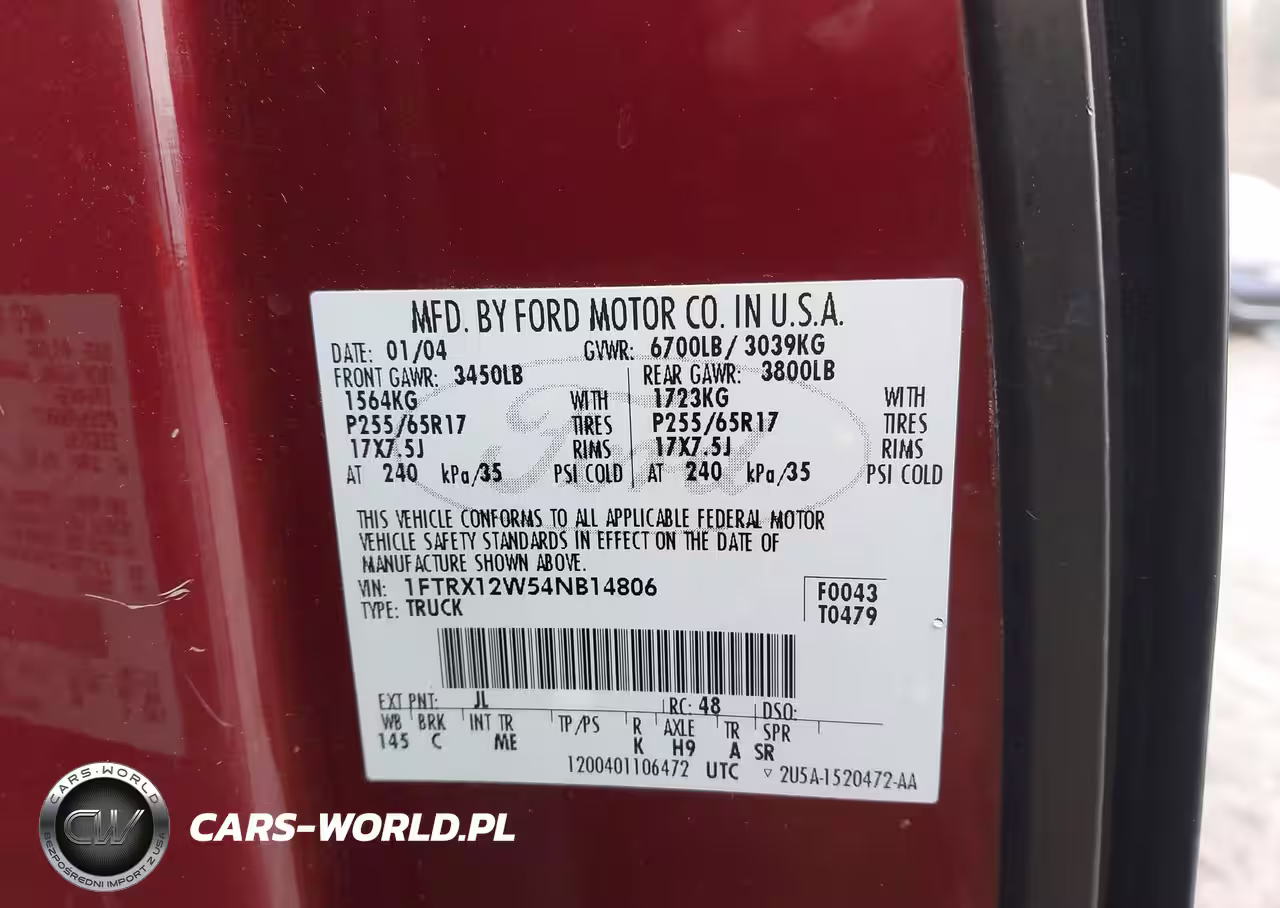 MFD. BY FORD MOTOR CO. IN U.S.A.
DATE: 01/04 GVWR: 6700LB/ 3039KG
FRONT GAWR: 3450LB REAR GAWR: 3800LB
1564KG WITH 1723KG WITH
P255/65R17 TIRES P255/65R17 TIRES
17X7.5J RIMS 17X7.5J RIMS
AT 240 kPa/35 PSI COLD AT 240 kPa/35 PSI COLD
Ford
THIS VEHICLE CONFORMS TO ALL APPLICABLE FEDERAL MOTOR
VEHICLE SAFETY STANDARDS IN EFFECT ON THE DATE OF
MANUFACTURE SHOWN ABOVE.
VIN: 1FTRX12W54NB14806 F0043
TYPE: TRUCK T0479
EXT PNT: JL RC: 48 DSO:
WB BRK INT TR TP/PS R AXLE TR SPR
145 C ME K H9 A SR
1200401106472 UTC ▽ 2U5A-1520472-AA
CARS-WORLD
CW
BEZPOŚREDNI IMPORT Z USA
CARS-WORLD.PL